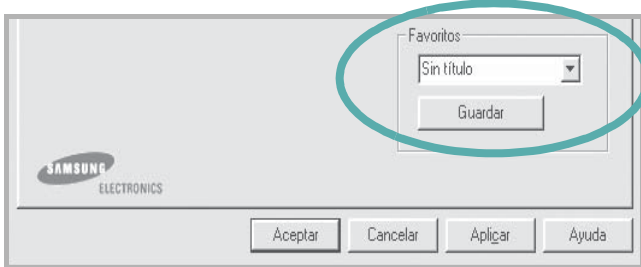 Favoritos
Sin título
Guardar
SAMSUNG
ELECTRONICS
Aceptar Cancelar Aplicar Ayuda